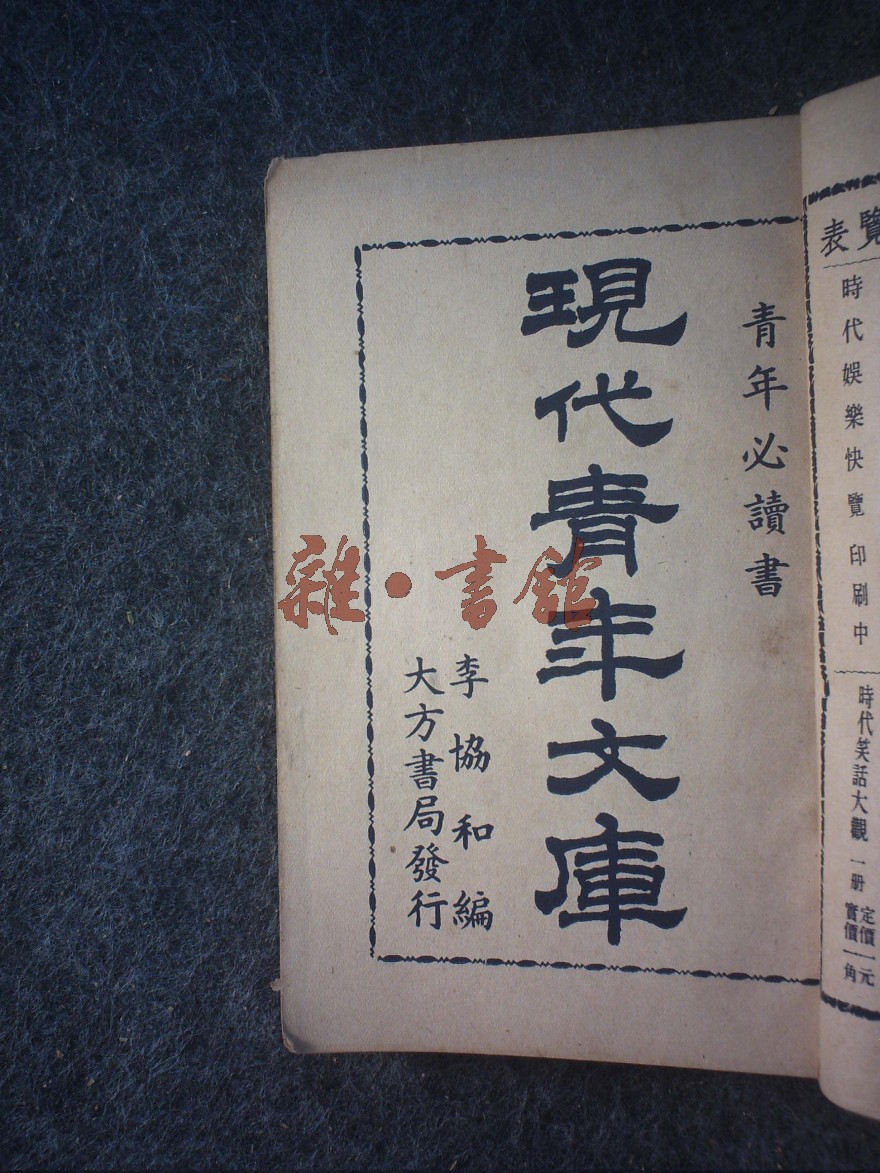 覽表
時代娛樂快覽 印刷中
時代笑話大觀 一册 定價一元 實價一角
青年必讀書
現代青年文庫
李協和編
大方書局發行
雜·書館